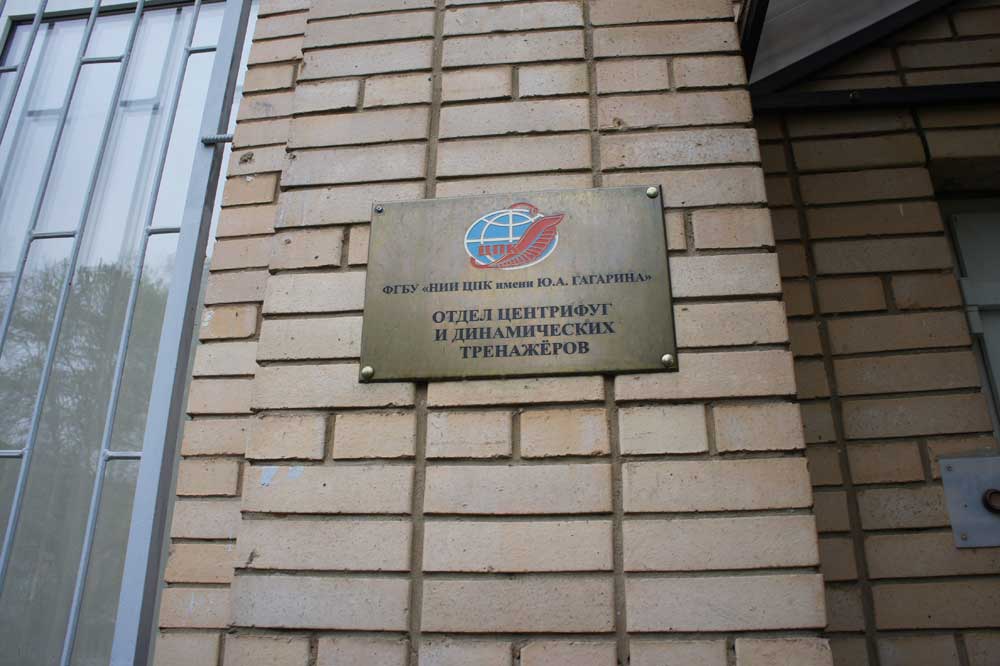 ЦПК
ФГБУ «НИИ ЦПК имени Ю.А. ГАГАРИНА»
ОТДЕЛ ЦЕНТРИФУГ
И ДИНАМИЧЕСКИХ
ТРЕНАЖЁРОВ